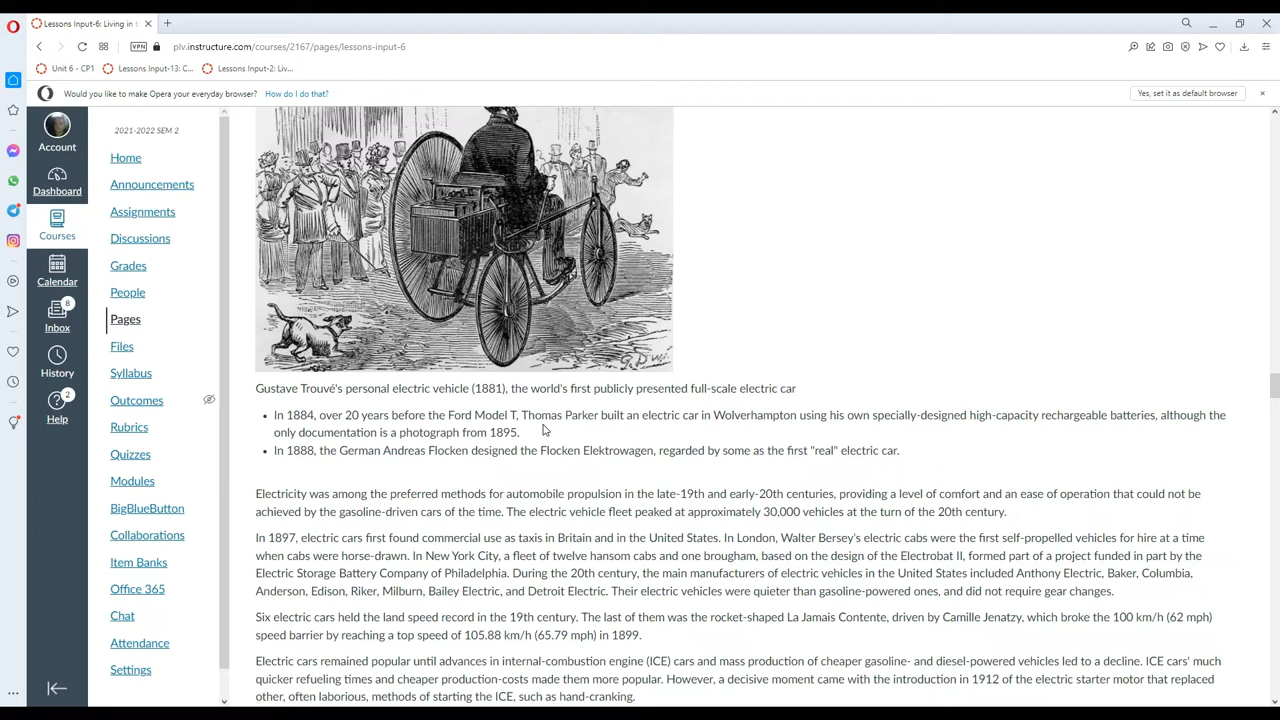 Lessons Input-6: Living in t
plv.instructure.com/courses/2167/pages/lessons-input-6
VPN
Unit 6 - CP1
Lessons Input-13: C...
Lessons Input-2: Liv...
Would you like to make Opera your everyday browser?
How do I do that?
Yes, set it as default browser
Account
Dashboard
Courses
Calendar
8
Inbox
History
2
Help
2021-2022 SEM 2
Home
Announcements
Assignments
Discussions
Grades
People
Pages
Files
Syllabus
Outcomes
Rubrics
Quizzes
Modules
BigBlueButton
Collaborations
Item Banks
Office 365
Chat
Attendance
Settings
Gustave Trouvé's personal electric vehicle (1881), the world's first publicly presented full-scale electric car
In 1884, over 20 years before the Ford Model T, Thomas Parker built an electric car in Wolverhampton using his own specially-designed high-capacity rechargeable batteries, although the
only documentation is a photograph from 1895.
In 1888, the German Andreas Flocken designed the Flocken Elektrowagen, regarded by some as the first "real" electric car.
Electricity was among the preferred methods for automobile propulsion in the late-19th and early-20th centuries, providing a level of comfort and an ease of operation that could not be
achieved by the gasoline-driven cars of the time. The electric vehicle fleet peaked at approximately 30,000 vehicles at the turn of the 20th century.
In 1897, electric cars first found commercial use as taxis in Britain and in the United States. In London, Walter Bersey's electric cabs were the first self-propelled vehicles for hire at a time
when cabs were horse-drawn. In New York City, a fleet of twelve hansom cabs and one brougham, based on the design of the Electrobat II, formed part of a project funded in part by the
Electric Storage Battery Company of Philadelphia. During the 20th century, the main manufacturers of electric vehicles in the United States included Anthony Electric, Baker, Columbia,
Anderson, Edison, Riker, Milburn, Bailey Electric, and Detroit Electric. Their electric vehicles were quieter than gasoline-powered ones, and did not require gear changes.
Six electric cars held the land speed record in the 19th century. The last of them was the rocket-shaped La Jamais Contente, driven by Camille Jenatzy, which broke the 100 km/h (62 mph)
speed barrier by reaching a top speed of 105.88 km/h (65.79 mph) in 1899.
Electric cars remained popular until advances in internal-combustion engine (ICE) cars and mass production of cheaper gasoline- and diesel-powered vehicles led to a decline. ICE cars' much
quicker refueling times and cheaper production-costs made them more popular. However, a decisive moment came with the introduction in 1912 of the electric starter motor that replaced
other, often laborious, methods of starting the ICE, such as hand-cranking.